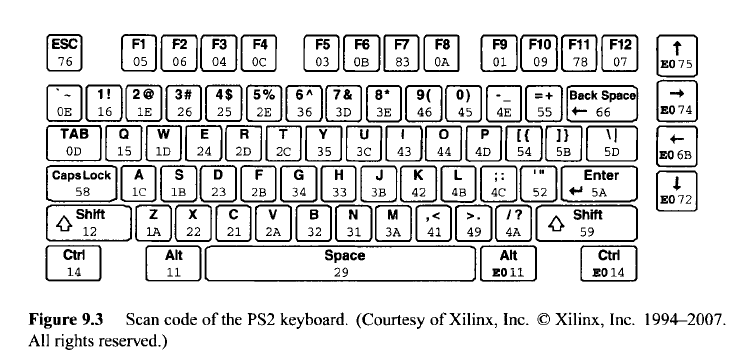 ESC F1 F2 F3 F4 F5 F6 F7 F8 F9 F10 F11 F12 ↑
76 05 06 04 0C 03 0B 83 0A 01 09 78 07 E0 75
` ~ 1! 2@ 3# 4$ 5% 6^ 7& 8* 9( 0) -_ =+ Back Space →
0E 16 1E 26 25 2E 36 3D 3E 46 45 4E 55 ← 66 E0 74
TAB Q W E R T Y U I O P [{ ]} \| ←
0D 15 1D 24 2D 2C 35 3C 43 44 4D 54 5B 5D E0 6B
Caps Lock A S D F G H J K L ;: '" Enter ↓
58 1C 1B 23 2B 34 33 3B 42 4B 4C 52 ↵ 5A E0 72
⇧ Shift Z X C V B N M ,< >. /? ⇧ Shift
12 1A 22 21 2A 32 31 3A 41 49 4A 59
Ctrl Alt Space Alt Ctrl
14 11 29 E0 11 E0 14
Figure 9.3 Scan code of the PS2 keyboard. (Courtesy of Xilinx, Inc. © Xilinx, Inc. 1994–2007.
All rights reserved.)